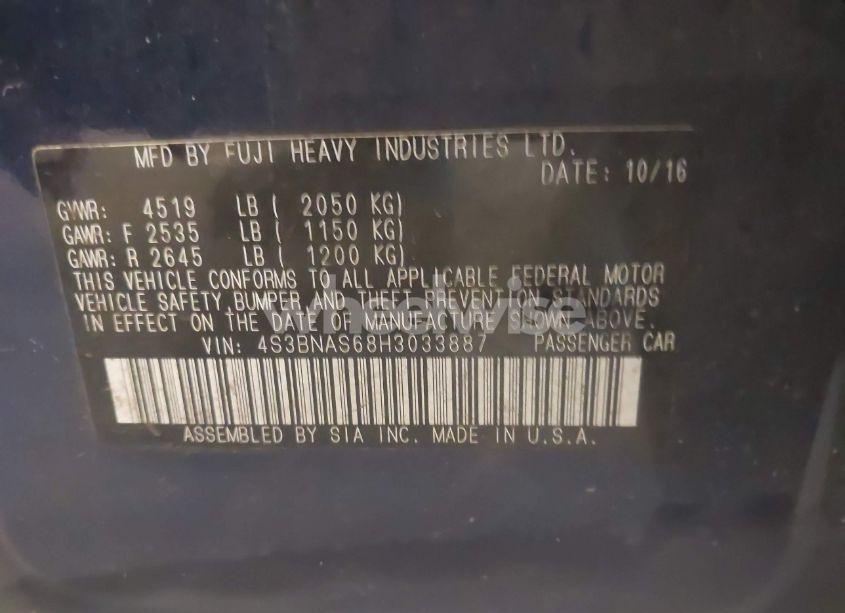 MFD BY FUJI HEAVY INDUSTRIES LTD.
DATE: 10/16
GVWR: 4519 LB ( 2050 KG)
GAWR: F 2535 LB ( 1150 KG)
GAWR: R 2645 LB ( 1200 KG)
THIS VEHICLE CONFORMS TO ALL APPLICABLE FEDERAL MOTOR
VEHICLE SAFETY, BUMPER AND THEFT PREVENTION STANDARDS
IN EFFECT ON THE DATE OF MANUFACTURE SHOWN ABOVE.
wheelwise
VIN: 4S3BNAS68H3033887 PASSENGER CAR
ASSEMBLED BY SIA INC. MADE IN U.S.A.